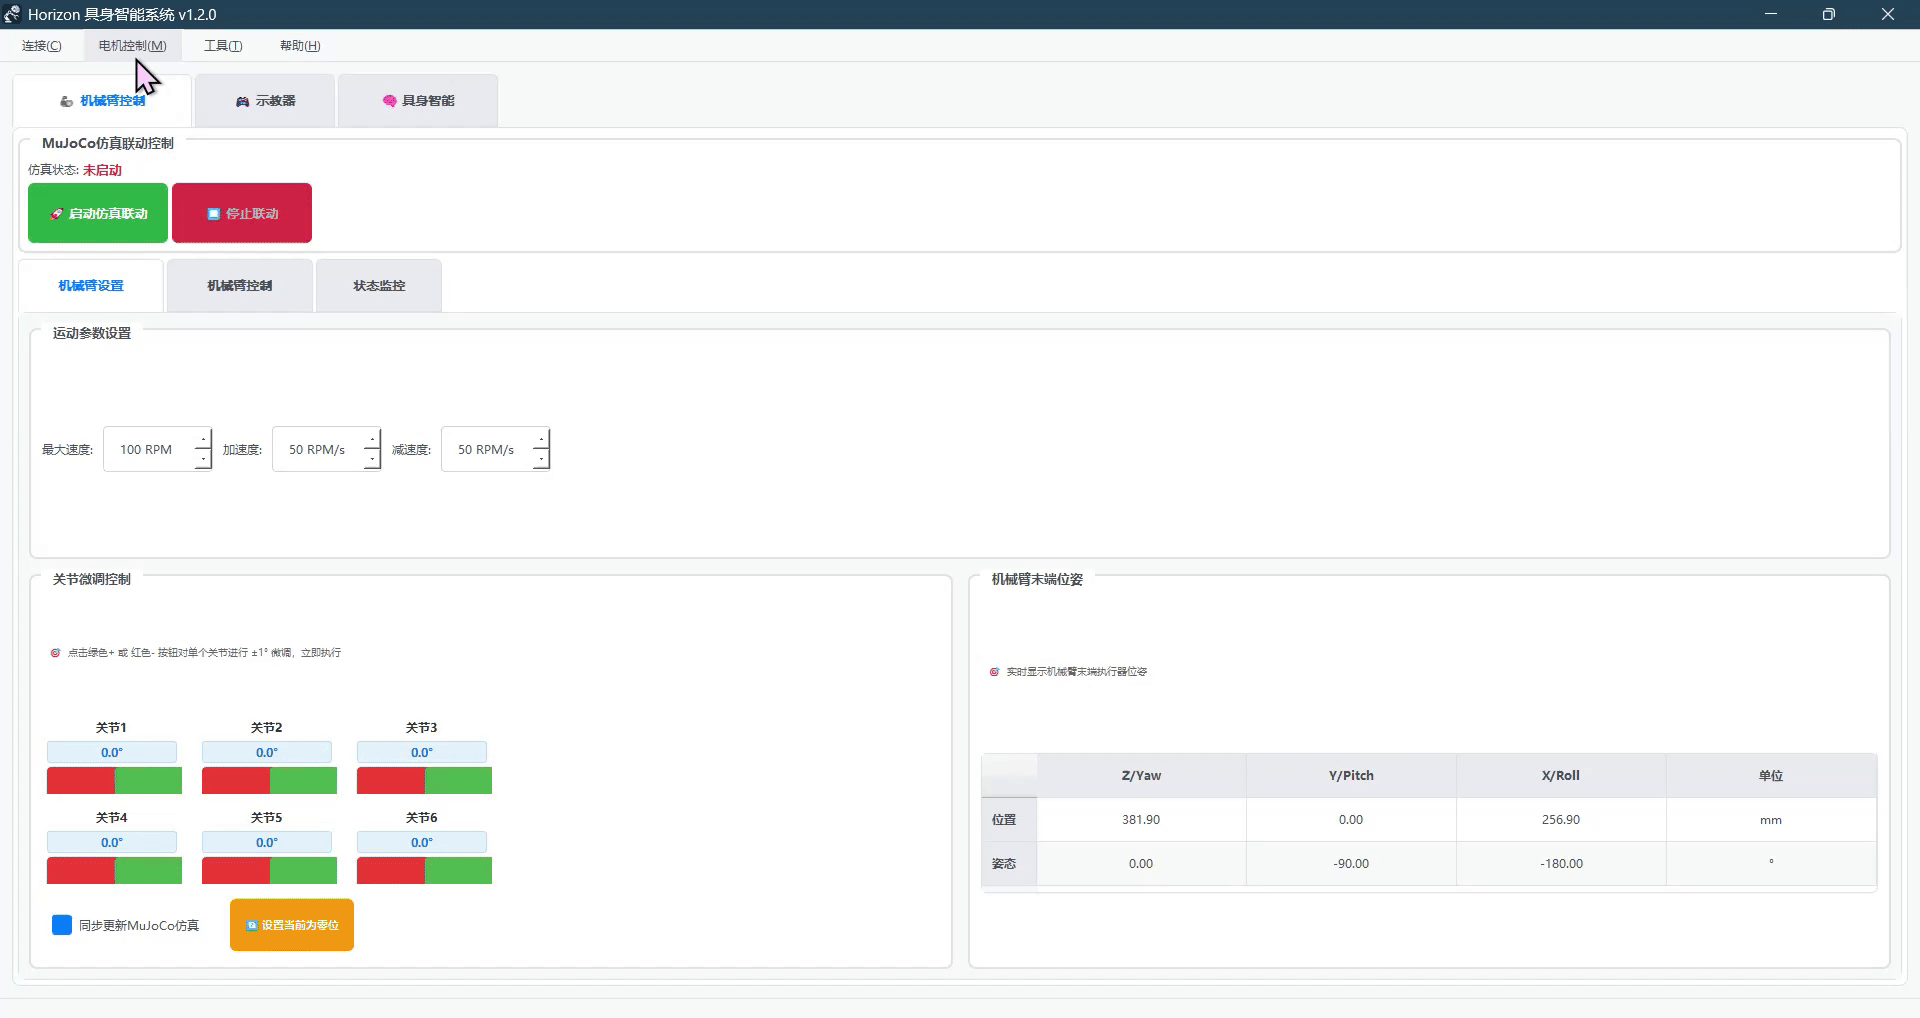 Horizon 具身智能系统 v1.2.0
连接(C) 电机控制(M) 工具(T) 帮助(H)
机械臂控制 示教器 具身智能
MuJoCo仿真联动控制
仿真状态: 未启动
启动仿真联动 停止联动
机械臂设置 机械臂控制 状态监控
运动参数设置
最大速度: 100 RPM 加速度: 50 RPM/s 减速度: 50 RPM/s
关节微调控制
点击绿色+ 或 红色- 按钮对单个关节进行 ±1° 微调，立即执行
关节1 关节2 关节3
0.0° 0.0° 0.0°
关节4 关节5 关节6
0.0° 0.0° 0.0°
同步更新MuJoCo仿真 设置当前为零位
机械臂末端位姿
实时显示机械臂末端执行器位姿
Z/Yaw Y/Pitch X/Roll 单位
位置 381.90 0.00 256.90 mm
姿态 0.00 -90.00 -180.00 °